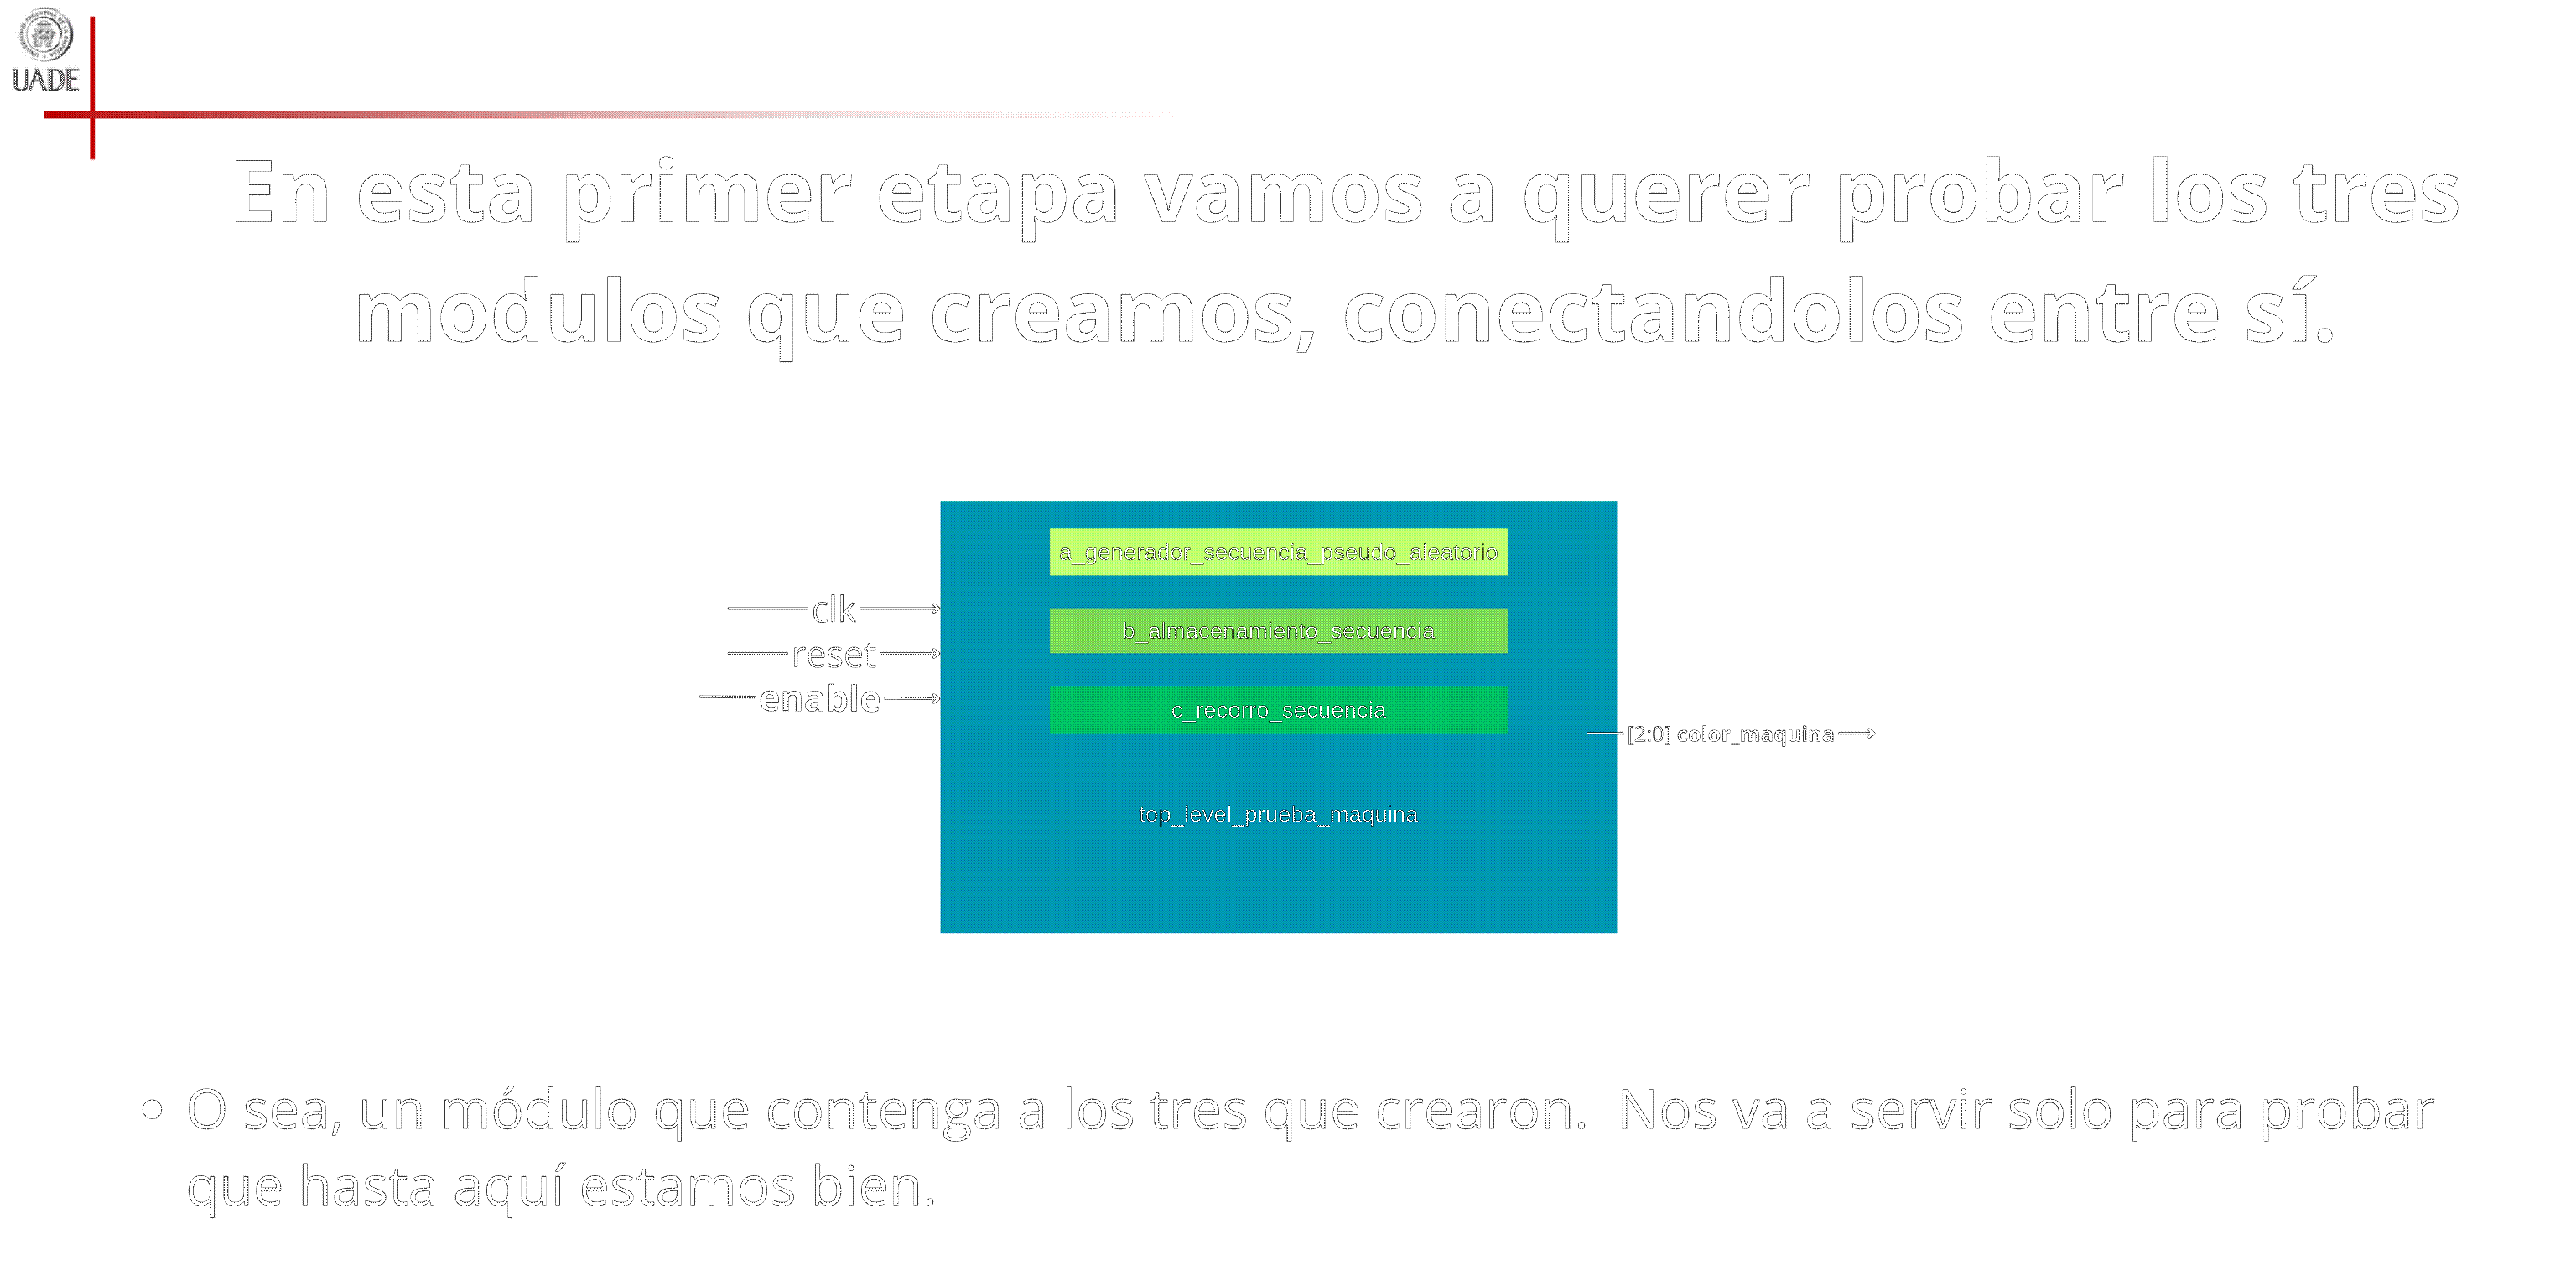 UADE
En esta primer etapa vamos a querer probar los tres
modulos que creamos, conectandolos entre sí.
a_generador_secuencia_pseudo_aleatorio
clk
b_almacenamiento_secuencia
reset
enable
c_recorro_secuencia
[2:0] color_maquina
top_level_prueba_maquina
• O sea, un módulo que contenga a los tres que crearon. Nos va a servir solo para probar
que hasta aquí estamos bien.